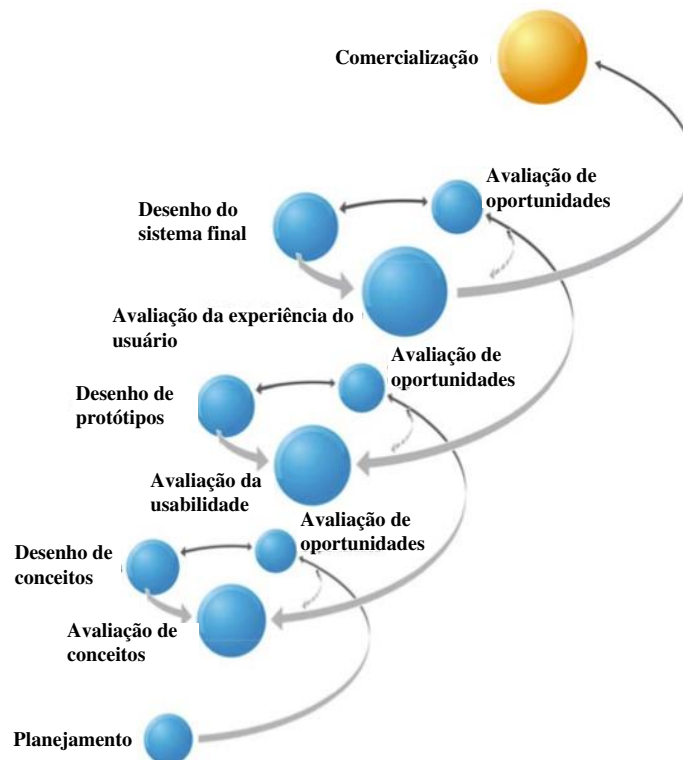 Comercialização
Avaliação de
oportunidades
Desenho do
sistema final
Avaliação da experiência do
usuário
Avaliação de
oportunidades
Desenho de
protótipos
Avaliação da
usabilidade
Avaliação de
oportunidades
Desenho de
conceitos
Avaliação de
conceitos
Planejamento